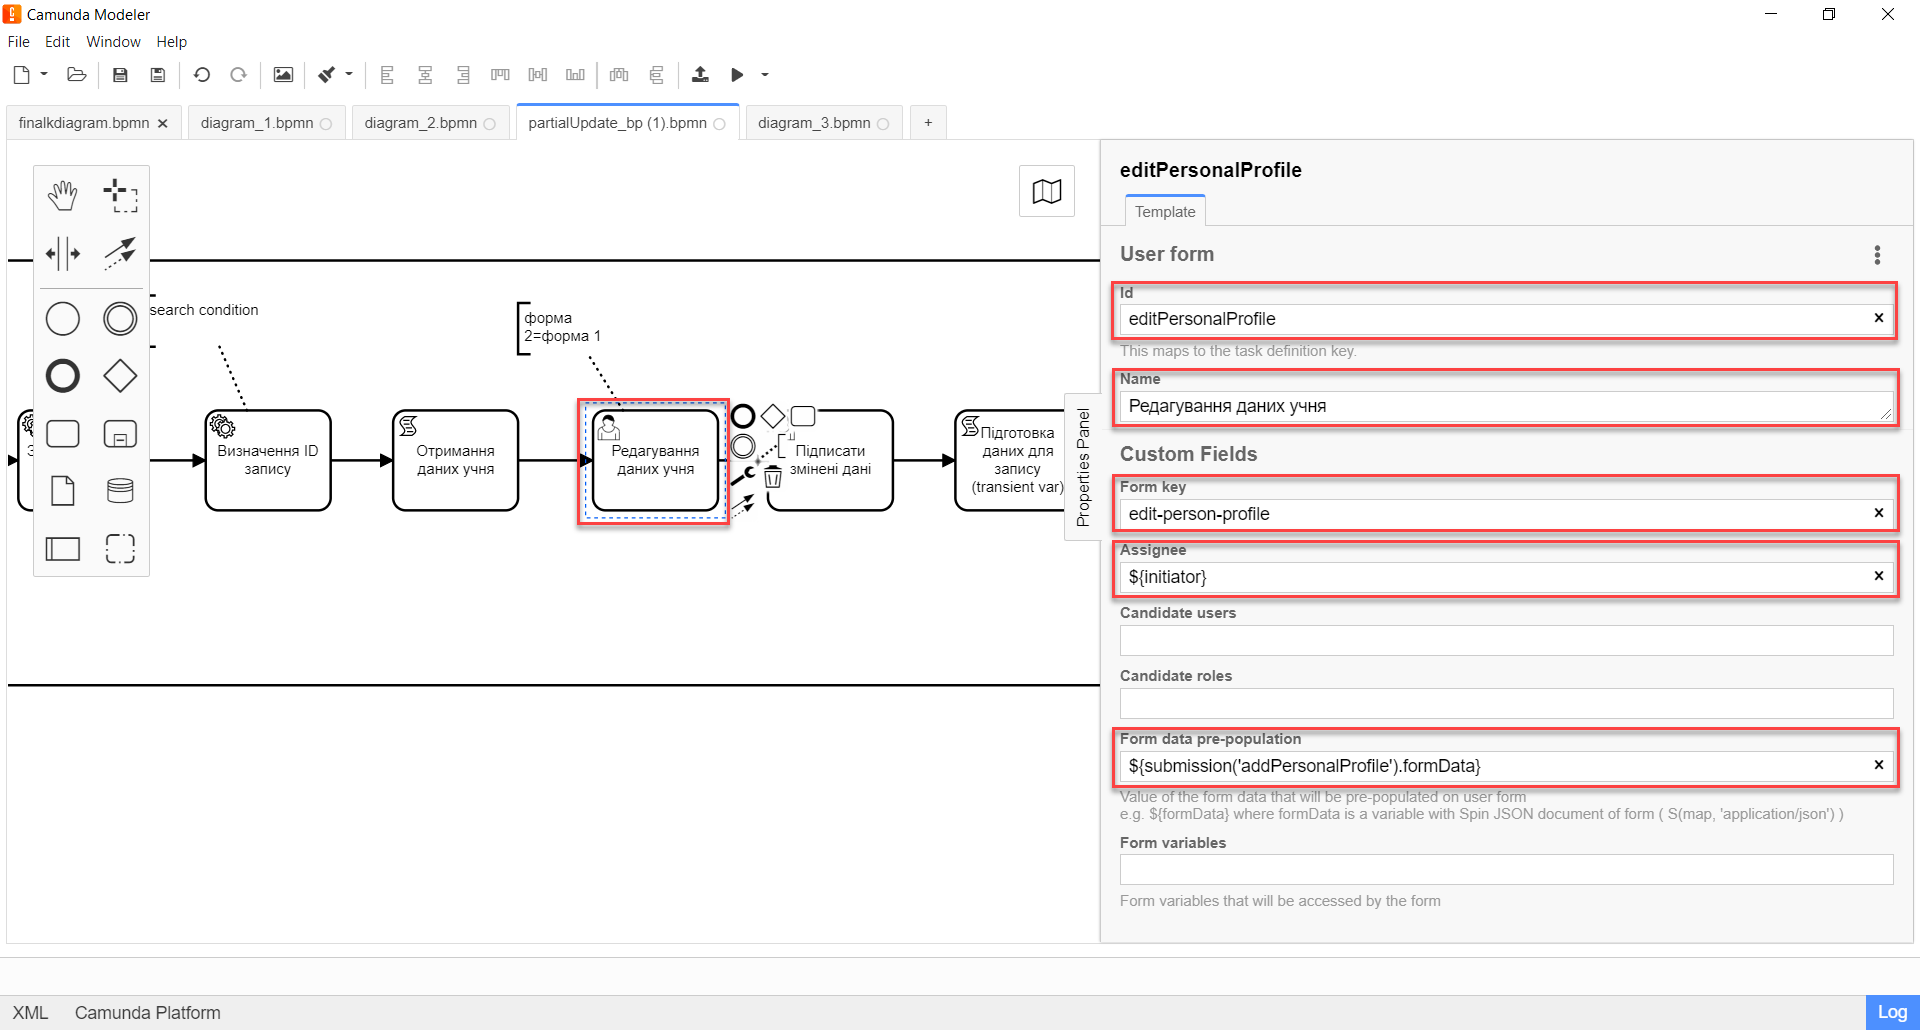 Camunda Modeler
File Edit Window Help
finalkdiagram.bpmn
diagram_1.bpmn
diagram_2.bpmn
partialUpdate_bp (1).bpmn
diagram_3.bpmn
+
search condition
форма
2=форма 1
Визначення ID
запису
Отримання
даних учня
Редагування
даних учня
Підписати
змінені дані
Підготовка
даних для
запису
(transient var)
Properties Panel
editPersonalProfile
Template
User form
Id
editPersonalProfile
This maps to the task definition key.
Name
Редагування даних учня
Custom Fields
Form key
edit-person-profile
Assignee
${initiator}
Candidate users
Candidate roles
Form data pre-population
${submission('addPersonalProfile').formData}
Value of the form data that will be pre-populated on user form
e.g. ${formData} where formData is a variable with Spin JSON document of form ( S(map, 'application/json') )
Form variables
Form variables that will be accessed by the form
XML Camunda Platform
Log